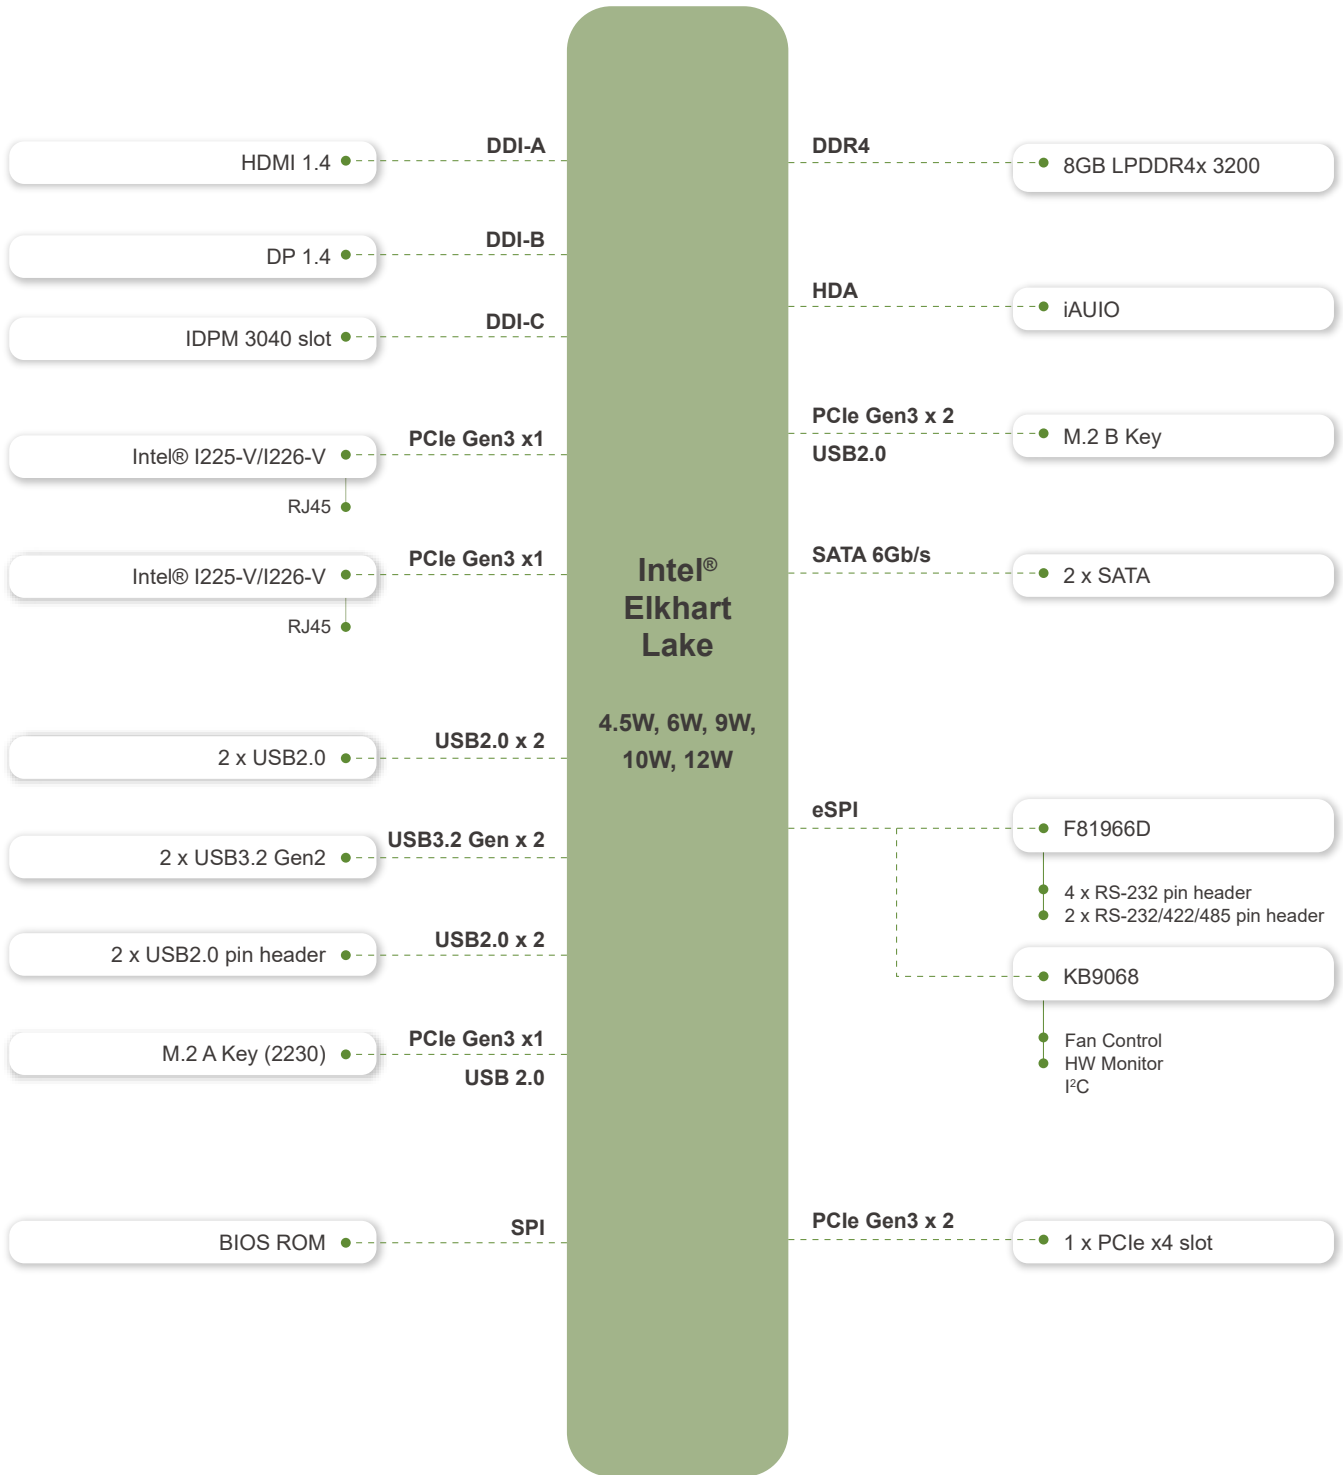 DDI-A
HDMI 1.4
DDI-B
DP 1.4
DDI-C
IDPM 3040 slot
PCIe Gen3 x1
Intel® I225-V/I226-V
RJ45
PCIe Gen3 x1
Intel® I225-V/I226-V
RJ45
USB2.0 x 2
2 x USB2.0
USB3.2 Gen x 2
2 x USB3.2 Gen2
USB2.0 x 2
2 x USB2.0 pin header
PCIe Gen3 x1
M.2 A Key (2230)
USB 2.0
SPI
BIOS ROM
Intel®
Elkhart
Lake
4.5W, 6W, 9W,
10W, 12W
DDR4
8GB LPDDR4x 3200
HDA
iAUIO
PCIe Gen3 x 2
M.2 B Key
USB2.0
SATA 6Gb/s
2 x SATA
eSPI
F81966D
4 x RS-232 pin header
2 x RS-232/422/485 pin header
KB9068
Fan Control
HW Monitor
I²C
PCIe Gen3 x 2
1 x PCIe x4 slot